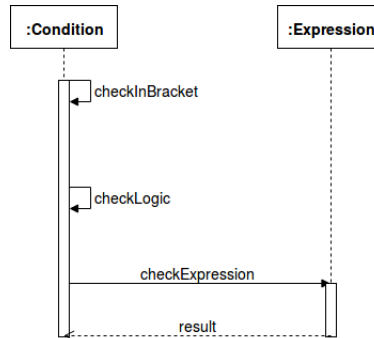 :Condition
:Expression
checkInBracket
checkLogic
checkExpression
result